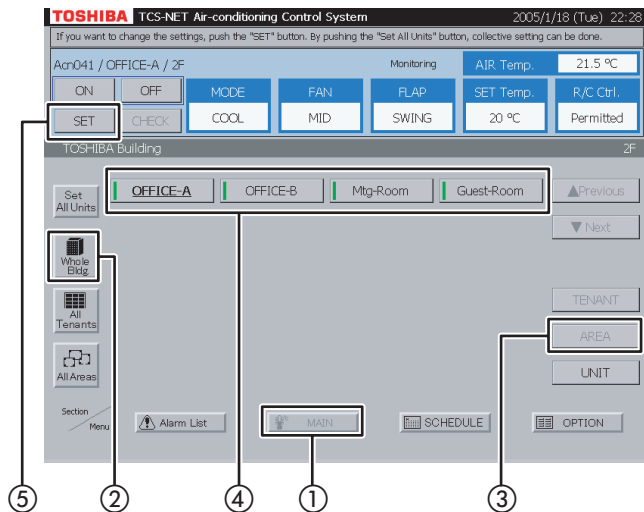 TOSHIBA TCS-NET Air-conditioning Control System 2005/1/18 (Tue) 22:28
If you want to change the settings, push the "SET" button. By pushing the "Set All Units" button, collective setting can be done.
Acn041 / OFFICE-A / 2F Monitoring AIR Temp. 21.5 °C
ON OFF MODE FAN FLAP SET Temp. R/C Ctrl.
SET CHECK COOL MID SWING 20 °C Permitted
TOSHIBA Building 2F
Set
All Units
OFFICE-A OFFICE-B Mtg-Room Guest-Room ▲Previous
▼ Next
Whole
Bldg
All
Tenants
TENANT
AREA
All Areas
UNIT
Section
Menu
Alarm List MAIN SCHEDULE OPTION
⑤ ② ④ ① ③